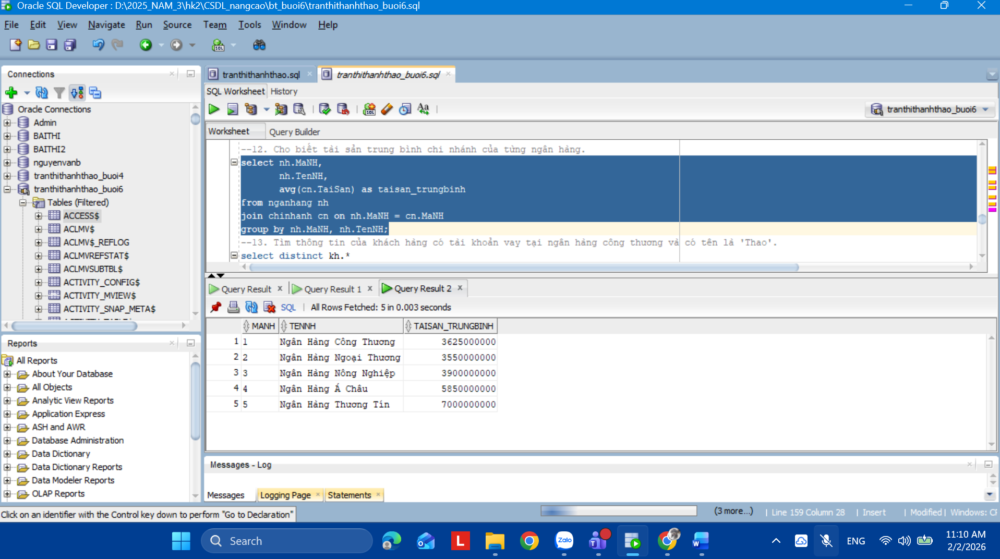 Oracle SQL Developer : D:\2025_NAM_3\hk2\CSDL_nangcao\bt_buoi6\tranthithanhthao_buoi6.sql
File Edit View Navigate Run Source Team Tools Window Help
Connections
Oracle Connections
Admin
BAITHI
BAITHI2
nguyenvanb
tranthithanhthao_buoi4
tranthithanhthao_buoi6
Tables (Filtered)
ACCESS$
ACLMV$
ACLMV$_REFLOG
ACLMVREFSTAT$
ACLMVSUBTBL$
ACTIVITY_CONFIG$
ACTIVITY_MVIEW$
ACTIVITY_SNAP_META$
Reports
All Reports
About Your Database
All Objects
Analytic View Reports
Application Express
ASH and AWR
Database Administration
Data Dictionary
Data Dictionary Reports
Data Modeler Reports
OLAP Reports
tranthithanhthao.sql
tranthithanhthao_buoi6.sql
SQL Worksheet History
tranthithanhthao_buoi6
Worksheet Query Builder
--12. Cho biết tài sản trung bình chi nhánh của từng ngân hàng.
select nh.MaNH,
nh.TenNH,
avg(cn.TaiSan) as taisan_trungbinh
from nganhang nh
join chinhanh cn on nh.MaNH = cn.MaNH
group by nh.MaNH, nh.TenNH;
--13. Tìm thông tin của khách hàng có tài khoản vay tại ngân hàng công thương và có tên là 'Thao'.
select distinct kh.*
Query Result Query Result 1 Query Result 2
SQL All Rows Fetched: 5 in 0.003 seconds
MANH TENNH TAISAN_TRUNGBINH
1 1 Ngân Hàng Công Thương 3625000000
2 2 Ngân Hàng Ngoại Thương 3550000000
3 3 Ngân Hàng Nông Nghiệp 3900000000
4 4 Ngân Hàng Á Châu 5850000000
5 5 Ngân Hàng Thương Tín 7000000000
Messages - Log
Messages Logging Page Statements
Click on an identifier with the Control key down to perform "Go to Declaration"
(3 more...) Line 159 Column 28 Insert Modified Windows:
Search
L
Zalo
ENG
11:10 AM
2/2/2026